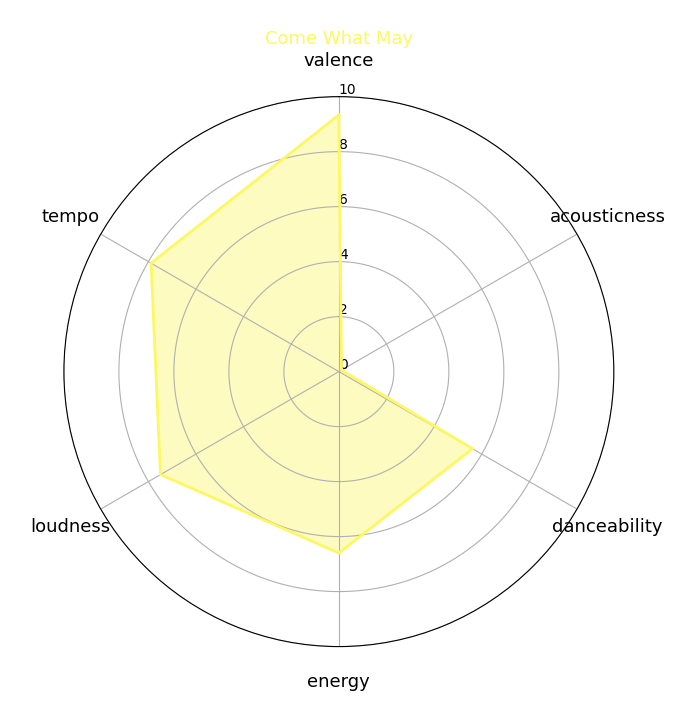 Come What May
valence
10
8
tempo
acousticness
6
4
2
0
loudness
danceability
energy